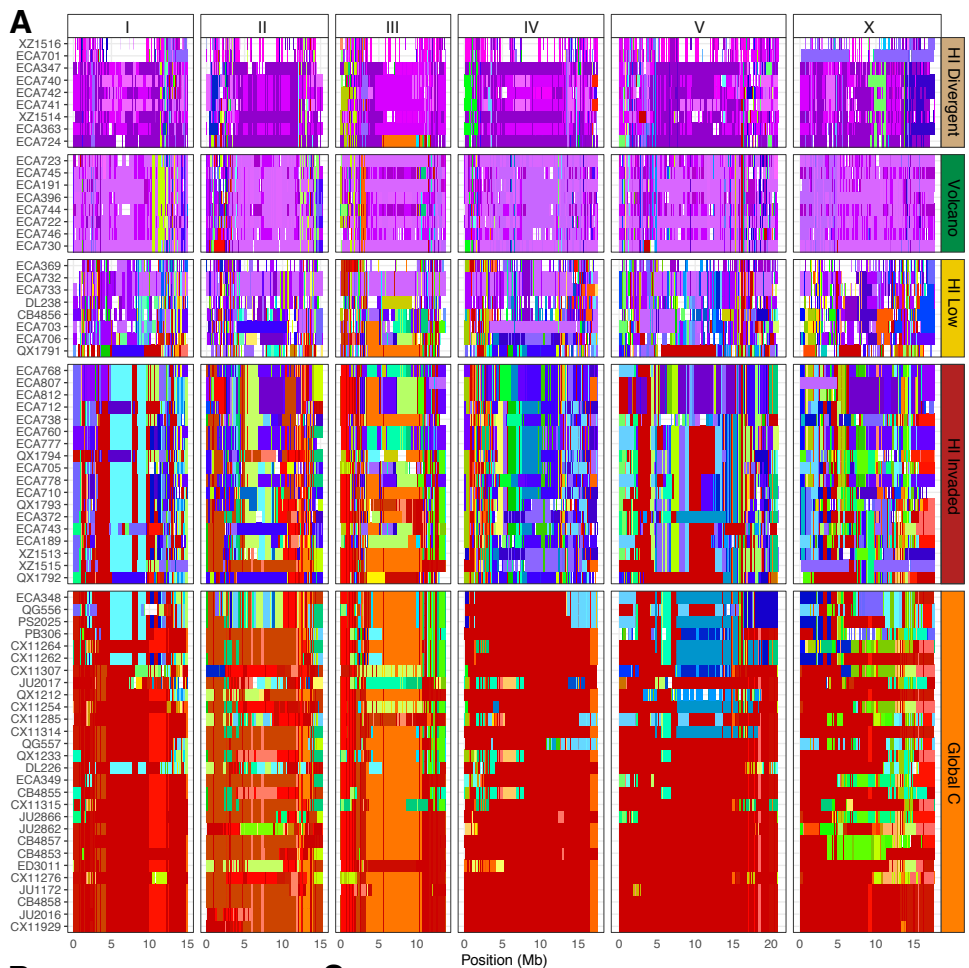 A
I II III IV V X
XZ1516
ECA701
ECA347
ECA740
ECA742
ECA741
XZ1514
ECA363
ECA724
HI Divergent
ECA723
ECA745
ECA191
ECA396
ECA744
ECA722
ECA746
ECA730
Volcano
ECA369
ECA732
ECA733
DL238
CB4856
ECA703
ECA706
QX1791
HI Low
ECA768
ECA807
ECA812
ECA712
ECA738
ECA760
ECA777
QX1794
ECA705
ECA778
ECA710
QX1793
ECA372
ECA743
ECA189
XZ1513
XZ1515
QX1792
HI Invaded
ECA348
QG556
PS2025
PB306
CX11264
CX11262
CX11307
JU2017
QX1212
CX11254
CX11285
CX11314
QG557
QX1233
DL226
ECA349
CB4855
CX11315
JU2866
JU2862
CB4857
CB4853
ED3011
CX11276
JU1172
CB4858
JU2016
CX11929
Global C
0 5 10 15 0 5 10 15 0 5 10 0 5 10 15 0 5 10 15 20 0 5 10 15
Position (Mb)